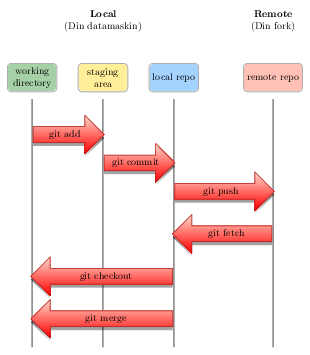 Local
(Din datamaskin)
Remote
(Din fork)
working
directory
staging
area
local repo
remote repo
git add
git commit
git push
git fetch
git checkout
git merge